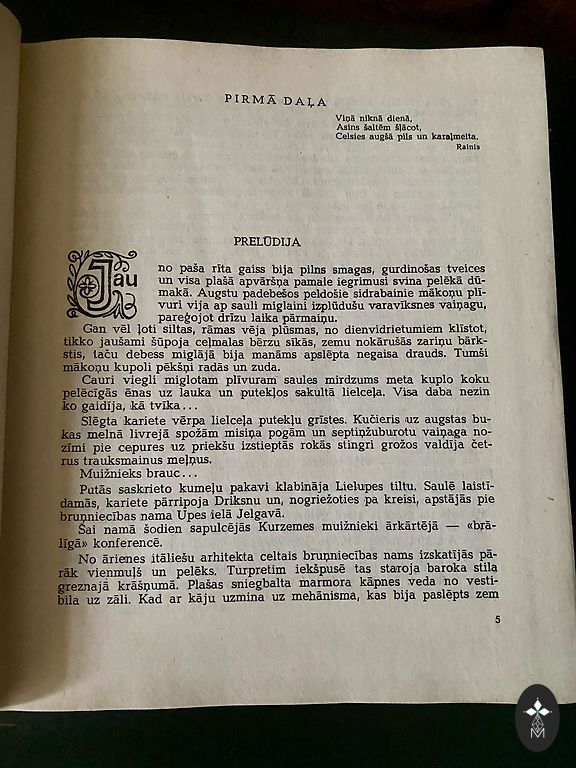 PIRMĀ DAĻA
Viņā niknā dienā,
Asins šaltēm šļācot,
Celsies augšā pils un karaļmeita.
Rainis
PRELŪDIJA
Jau no paša rīta gaiss bija pilns smagas, gurdinošas tveices
un visa plašā apvāršņa pamale iegrimusi svina pelēkā dū-
makā. Augstu padebešos peldošie sidrabainie mākoņu plī-
vuri vija ap sauli miglaini izplūdušu varavīksnes vaiņagu,
pareģojot drīzu laika pārmaiņu.
Gan vēl ļoti siltas, rāmas vēja plūsmas, no dienvidrietumiem klīstot,
tikko jaušami šūpoja ceļmalas bērzu sīkās, zemu nokārušās zariņu bārk-
stis, taču debess miglājā bija manāms apslēpta negaisa drauds. Tumši
mākoņu kupoli pēkšņi radās un zuda.
Cauri viegli miglotam plīvuram saules mirdzums meta kuplo koku
pelēcīgās ēnas uz lauka un putekļos sakultā lielceļa. Visa daba nezin
ko gaidīja, kā tvīka...
Slēgta kariete vērpa lielceļa putekļu grīstes. Kučieris uz augstas bu-
kas melnā livrejā spožām misiņa pogām un septiņžuburotu vaiņaga no-
zīmi pie cepures uz priekšu izstieptās rokās stingri grožos valdīja čet-
rus trauksmainus meļņus.
Muižnieks brauc...
Putās saskrieto kumeļu pakavi klabināja Lielupes tiltu. Saulē laistī-
damās, kariete pārripoja Driksnu un, nogriežoties pa kreisi, apstājās pie
bruņniecības nama Upes ielā Jelgavā.
Šai namā šodien sapulcējās Kurzemes muižnieki ārkārtējā — «brā-
līgā» konferencē.
No ārienes itāliešu arhitekta celtais bruņniecības nams izskatījās pā-
rāk vienmuļš un pelēks. Turpretim iekšpusē tas staroja baroka stila
greznajā krāšņumā. Plašas sniegbalta marmora kāpnes veda no vesti-
bila uz zāli. Kad ar kāju uzmina uz mehānisma, kas bija paslēpts zem
5
M